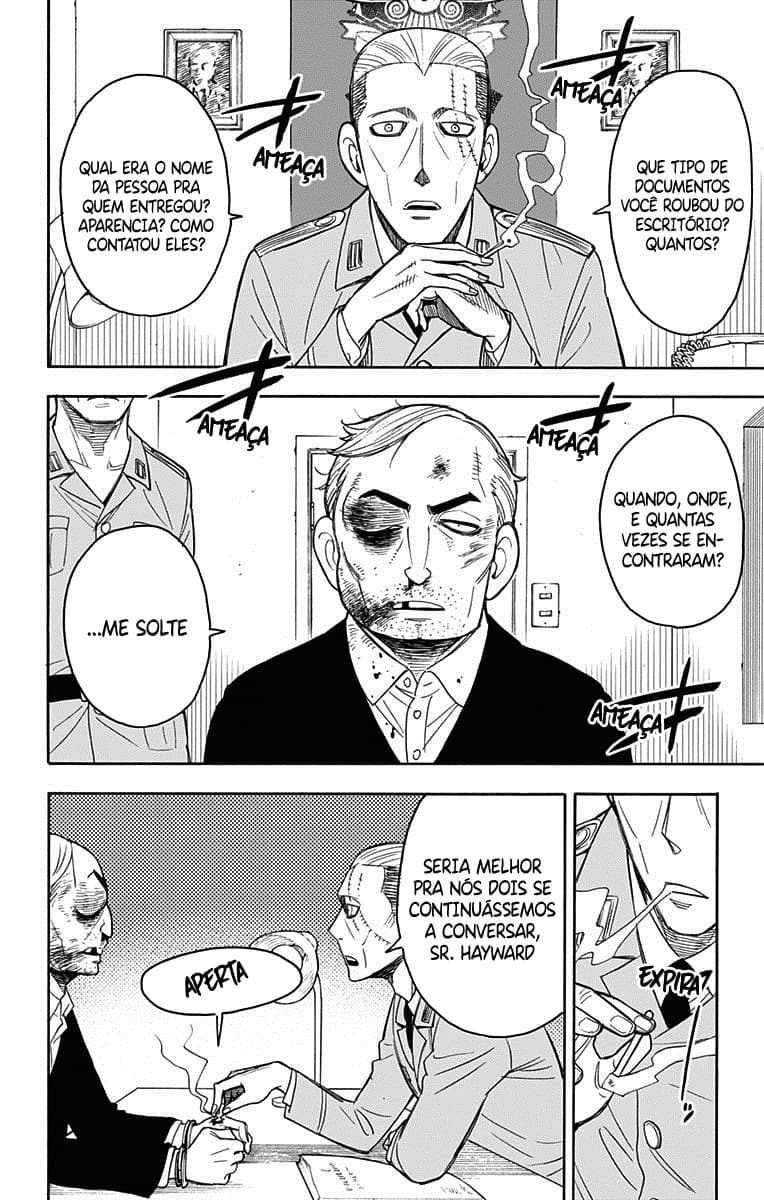 AMEAÇA
QUE TIPO DE
DOCUMENTOS
VOCÊ ROUBOU DO
ESCRITÓRIO?
QUANTOS?
AMEAÇA
QUAL ERA O NOME
DA PESSOA PRA
QUEM ENTREGOU?
APARENCIA? COMO
CONTATOU ELES?
AMEAÇA
AMEAÇA
QUANDO, ONDE,
E QUANTAS
VEZES SE EN-
CONTRARAM?
...ME SOLTE
AMEAÇA
EXPIRA
SERIA MELHOR
PRA NÓS DOIS SE
CONTINUÁSSEMOS
A CONVERSAR,
SR. HAYWARD
APERTA